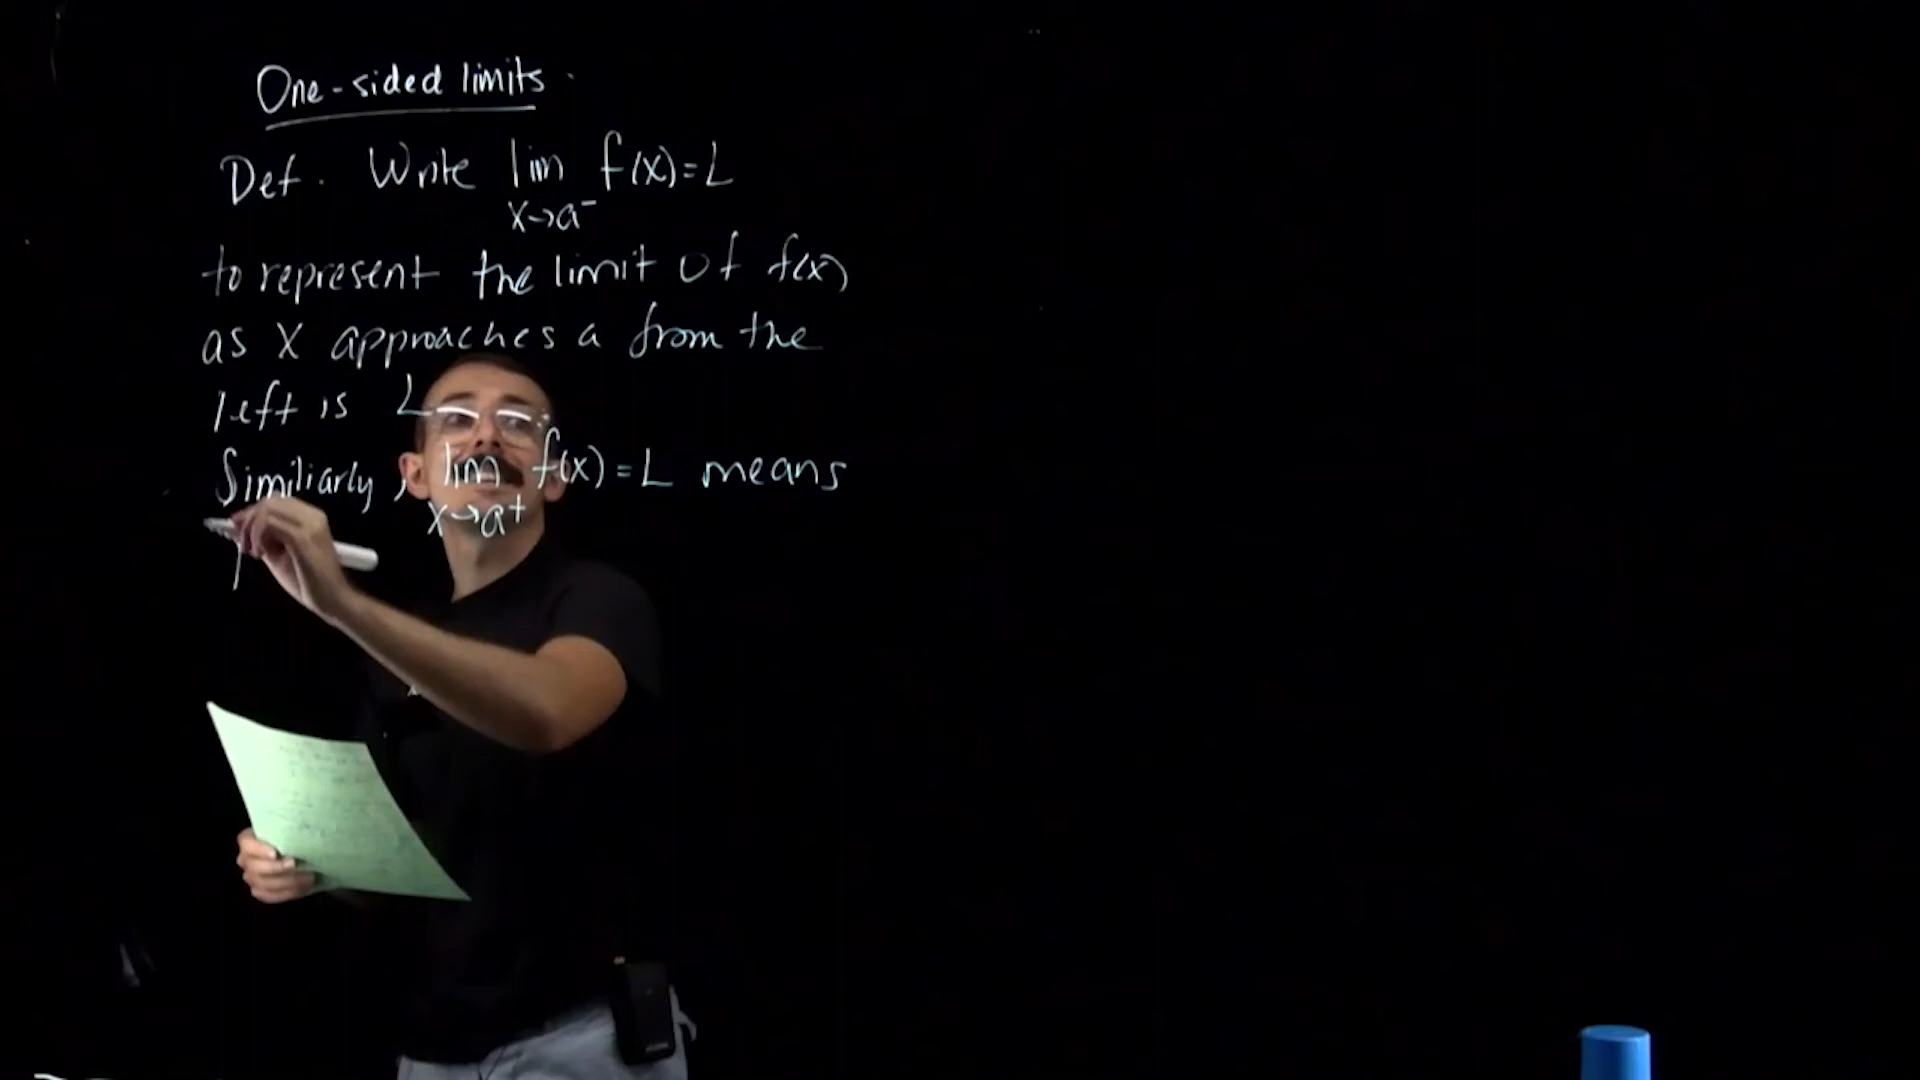 One-sided limits.
Def. Write lim f(x)=L
x→a⁻
to represent the limit of f(x)
as x approaches a from the
left is L
Similiarly, lim f(x)=L means
x→a⁺